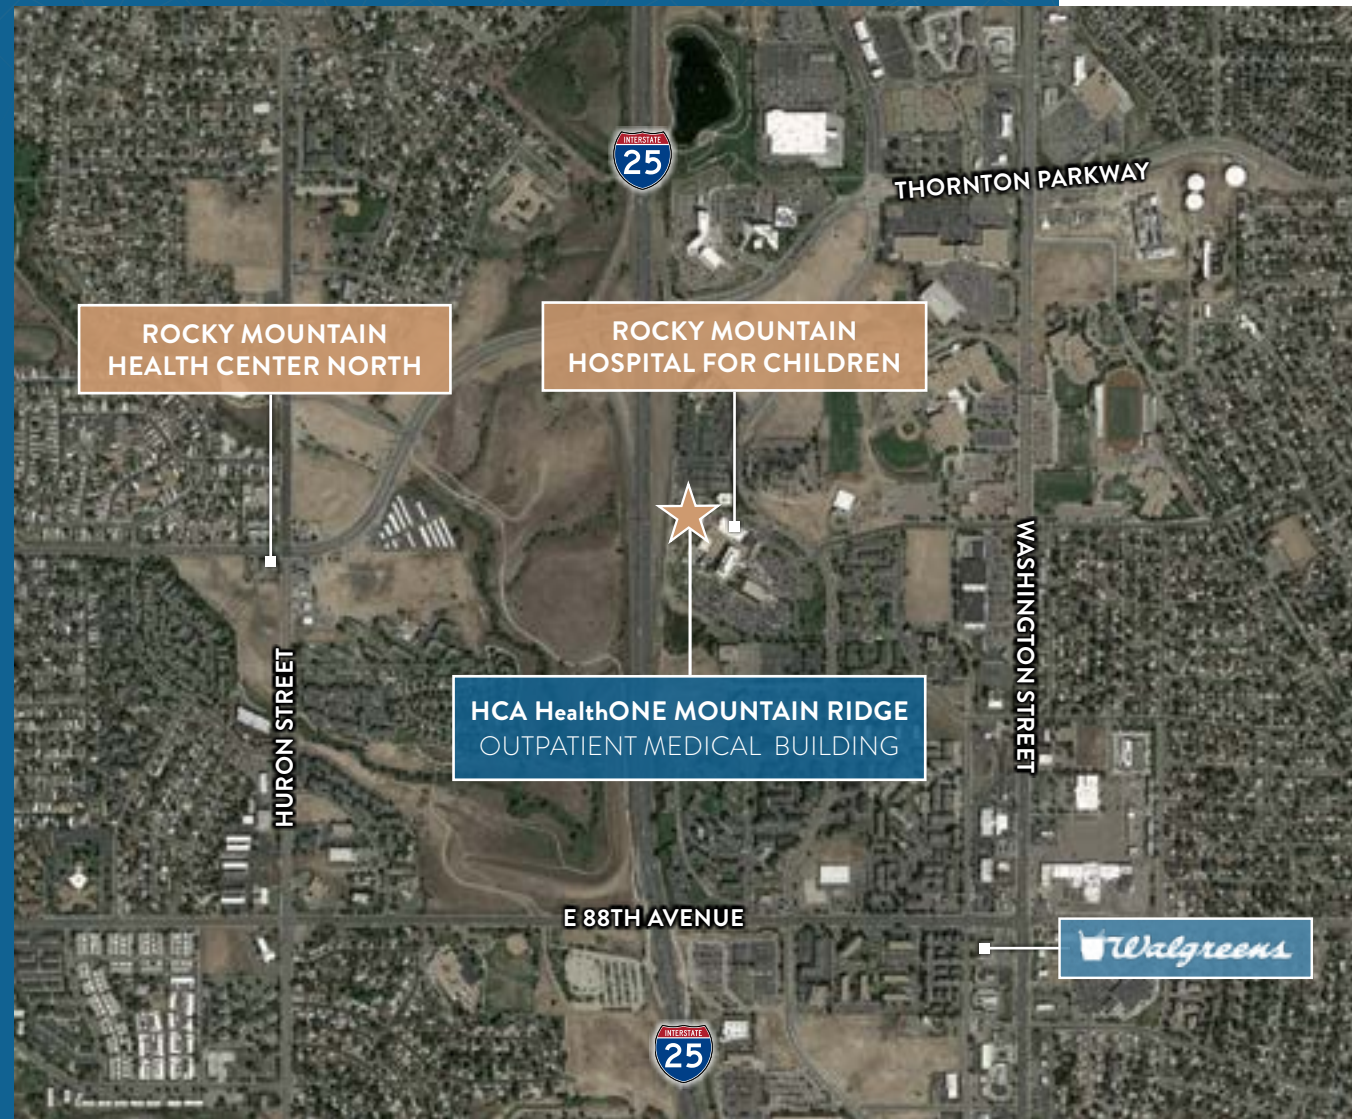 INTERSTATE
25
THORNTON PARKWAY
ROCKY MOUNTAIN
HEALTH CENTER NORTH
ROCKY MOUNTAIN
HOSPITAL FOR CHILDREN
WASHINGTON STREET
HURON STREET
HCA HealthONE MOUNTAIN RIDGE
OUTPATIENT MEDICAL BUILDING
E 88TH AVENUE
Walgreens
INTERSTATE
25